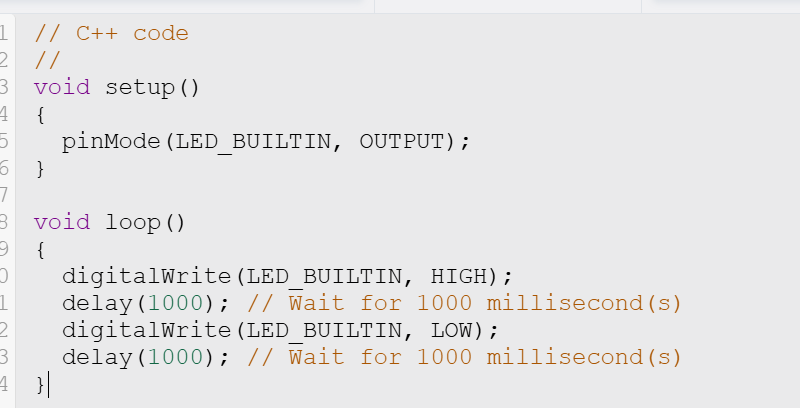 1 // C++ code
2 //
3 void setup()
4 {
5   pinMode(LED_BUILTIN, OUTPUT);
6 }
7
8 void loop()
9 {
0   digitalWrite(LED_BUILTIN, HIGH);
1   delay(1000); // Wait for 1000 millisecond(s)
2   digitalWrite(LED_BUILTIN, LOW);
3   delay(1000); // Wait for 1000 millisecond(s)
4 }